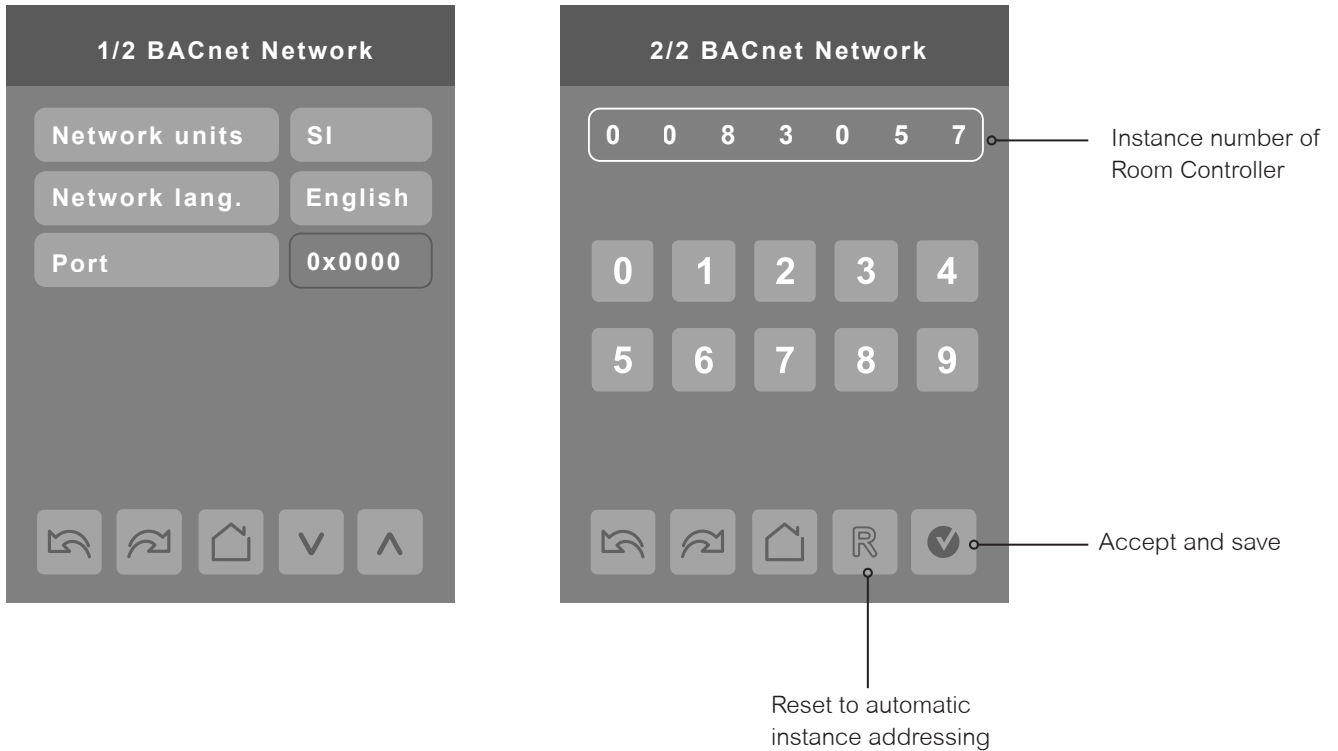 1/2 BACnet Network
Network units SI
Network lang. English
Port 0x0000
2/2 BACnet Network
0 0 8 3 0 5 7
Instance number of
Room Controller
0 1 2 3 4
5 6 7 8 9
R
Accept and save
Reset to automatic
instance addressing